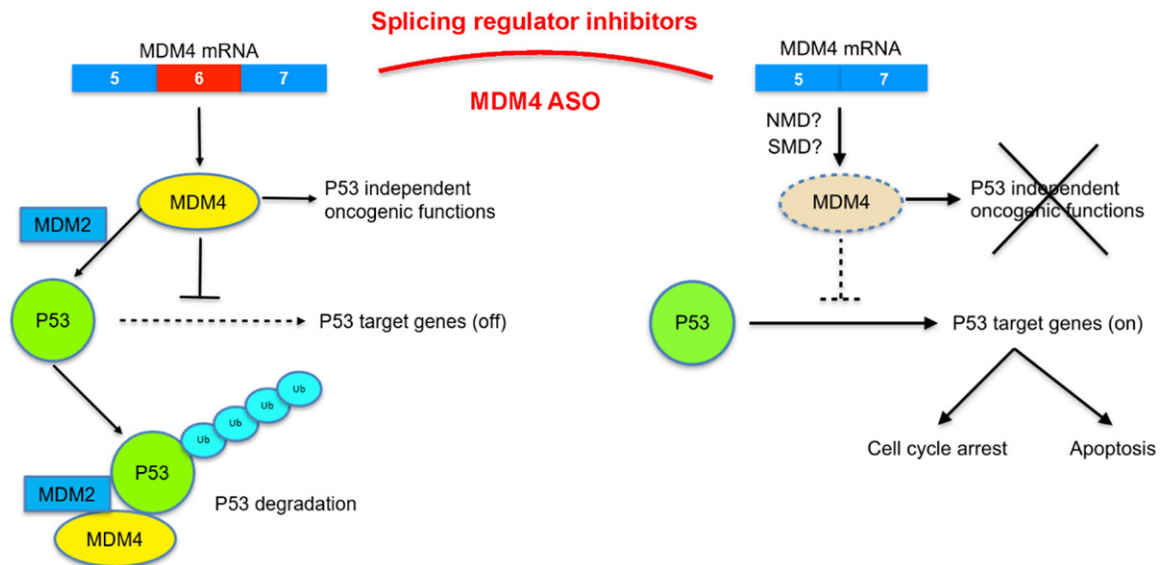 Splicing regulator inhibitors
MDM4 ASO
MDM4 mRNA
5 6 7
MDM4
P53 independent
oncogenic functions
MDM2
P53
P53 target genes (off)
Ub
Ub
Ub
Ub
P53
MDM2
MDM4
P53 degradation
MDM4 mRNA
5 7
NMD?
SMD?
MDM4
P53 independent
oncogenic functions
P53
P53 target genes (on)
Cell cycle arrest
Apoptosis